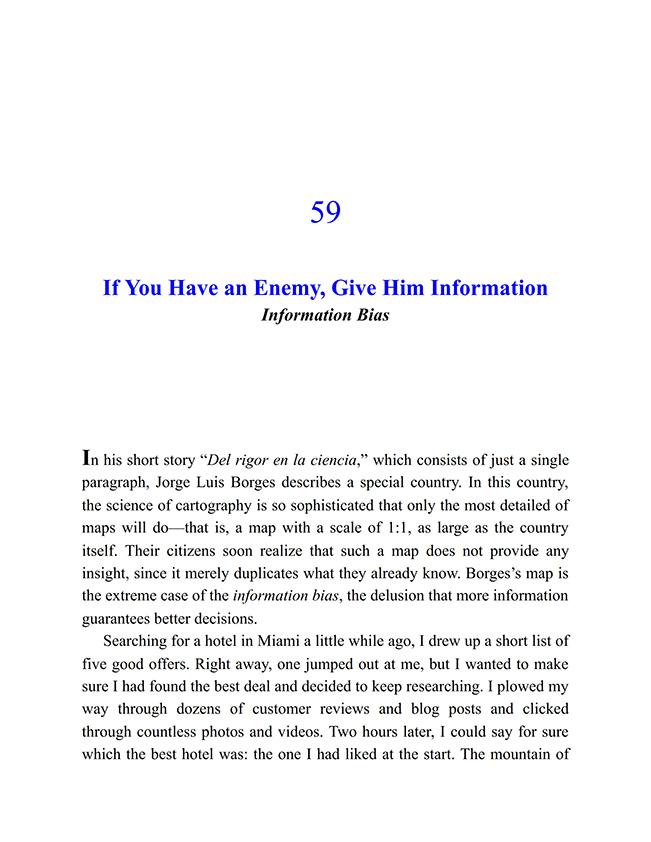 59
If You Have an Enemy, Give Him Information
Information Bias
In his short story “Del rigor en la ciencia,” which consists of just a single
paragraph, Jorge Luis Borges describes a special country. In this country,
the science of cartography is so sophisticated that only the most detailed of
maps will do—that is, a map with a scale of 1:1, as large as the country
itself. Their citizens soon realize that such a map does not provide any
insight, since it merely duplicates what they already know. Borges’s map is
the extreme case of the information bias, the delusion that more information
guarantees better decisions.
Searching for a hotel in Miami a little while ago, I drew up a short list of
five good offers. Right away, one jumped out at me, but I wanted to make
sure I had found the best deal and decided to keep researching. I plowed my
way through dozens of customer reviews and blog posts and clicked
through countless photos and videos. Two hours later, I could say for sure
which the best hotel was: the one I had liked at the start. The mountain of